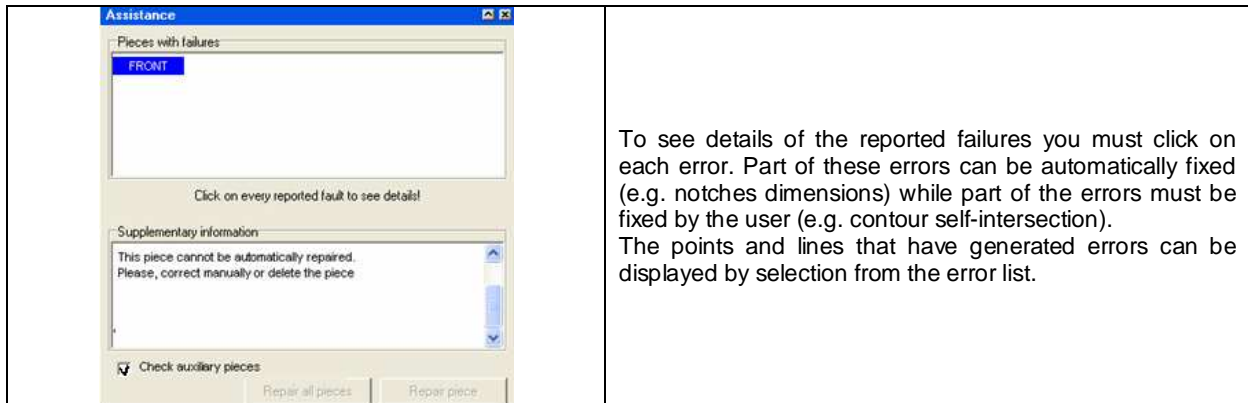 Assistance
Pieces with failures
FRONT
Click on every reported fault to see details!
Supplementary information
This piece cannot be automatically repaired.
Please, correct manually or delete the piece
Check auxiliary pieces
Repair all pieces
Repair piece
To see details of the reported failures you must click on
each error. Part of these errors can be automatically fixed
(e.g. notches dimensions) while part of the errors must be
fixed by the user (e.g. contour self-intersection).
The points and lines that have generated errors can be
displayed by selection from the error list.